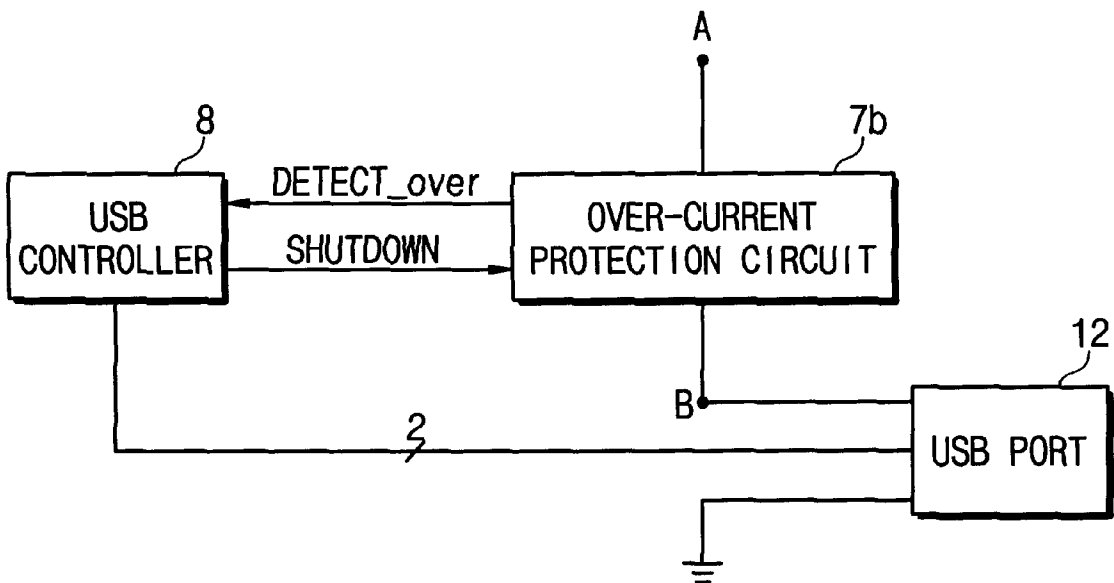 A
8
7b
DETECT_over
USB
CONTROLLER
SHUTDOWN
OVER-CURRENT
PROTECTION CIRCUIT
12
B
2
USB PORT